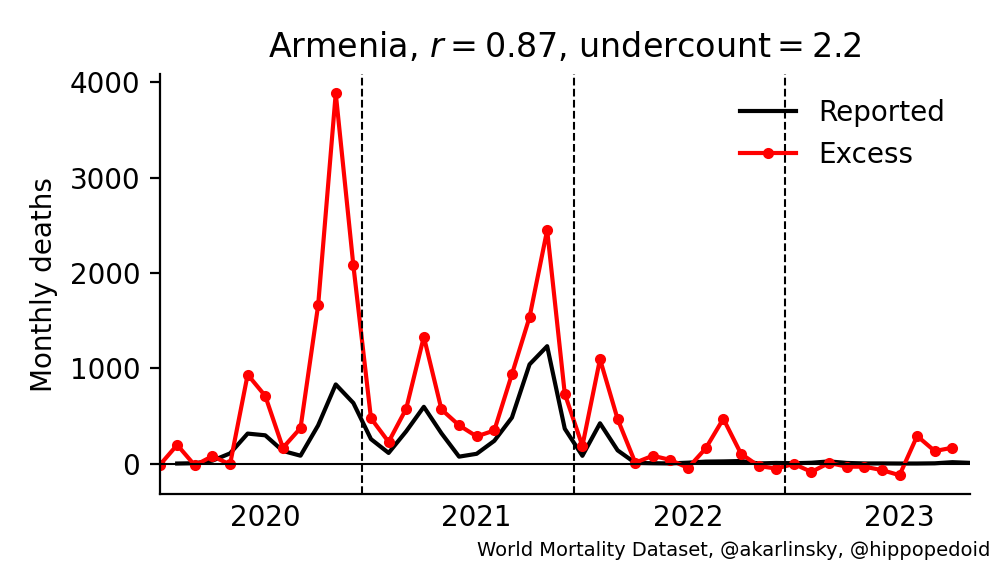 Armenia, r = 0.87, undercount = 2.2
Monthly deaths
4000
3000
2000
1000
0
Reported
Excess
2020 2021 2022 2023
World Mortality Dataset, @akarlinsky, @hippopedoid